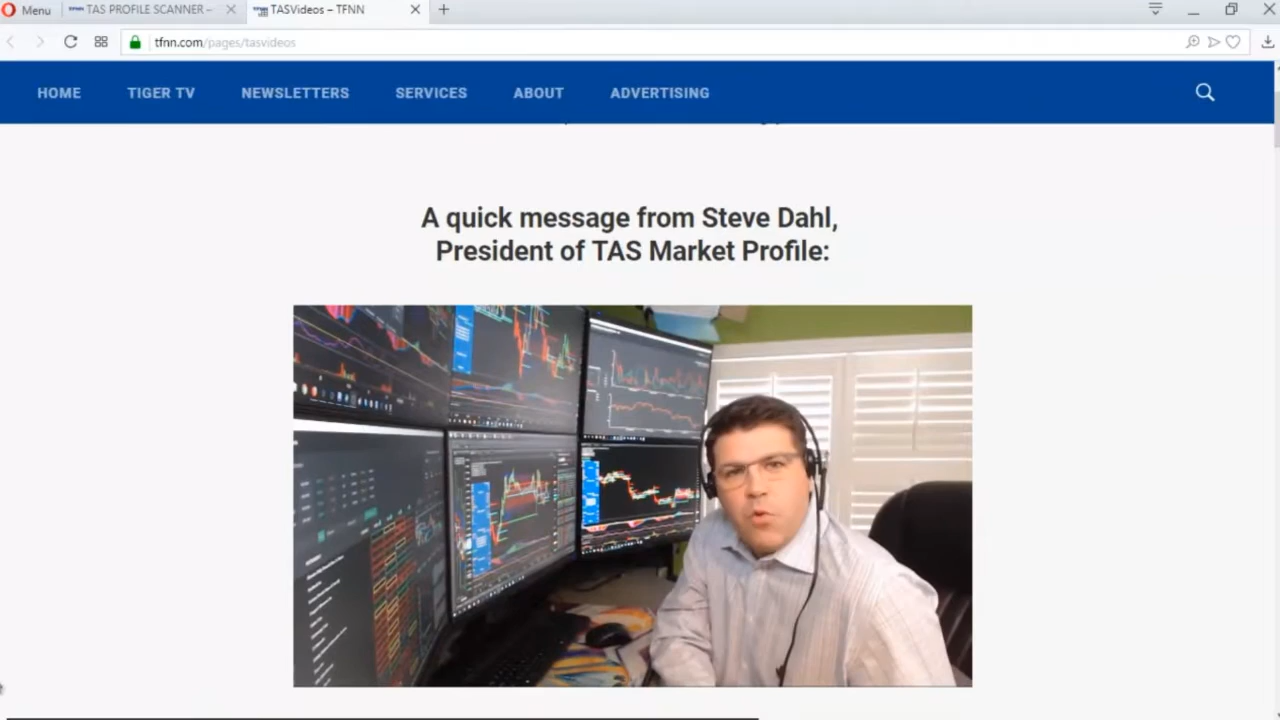 Menu
TAS PROFILE SCANNER –
TASVideos – TFNN
tfnn.com/pages/tasvideos
HOME
TIGER TV
NEWSLETTERS
SERVICES
ABOUT
ADVERTISING
A quick message from Steve Dahl,
President of TAS Market Profile: